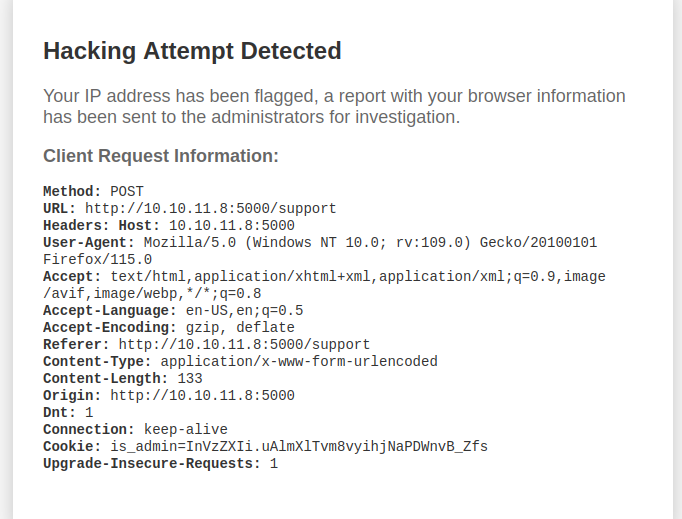 Hacking Attempt Detected
Your IP address has been flagged, a report with your browser information
has been sent to the administrators for investigation.
Client Request Information:
Method: POST
URL: http://10.10.11.8:5000/support
Headers: Host: 10.10.11.8:5000
User-Agent: Mozilla/5.0 (Windows NT 10.0; rv:109.0) Gecko/20100101
Firefox/115.0
Accept: text/html,application/xhtml+xml,application/xml;q=0.9,image
/avif,image/webp,*/*;q=0.8
Accept-Language: en-US,en;q=0.5
Accept-Encoding: gzip, deflate
Referer: http://10.10.11.8:5000/support
Content-Type: application/x-www-form-urlencoded
Content-Length: 133
Origin: http://10.10.11.8:5000
Dnt: 1
Connection: keep-alive
Cookie: is_admin=InVzZXIi.uAlmXlTvm8vyihjNaPDWnvB_Zfs
Upgrade-Insecure-Requests: 1